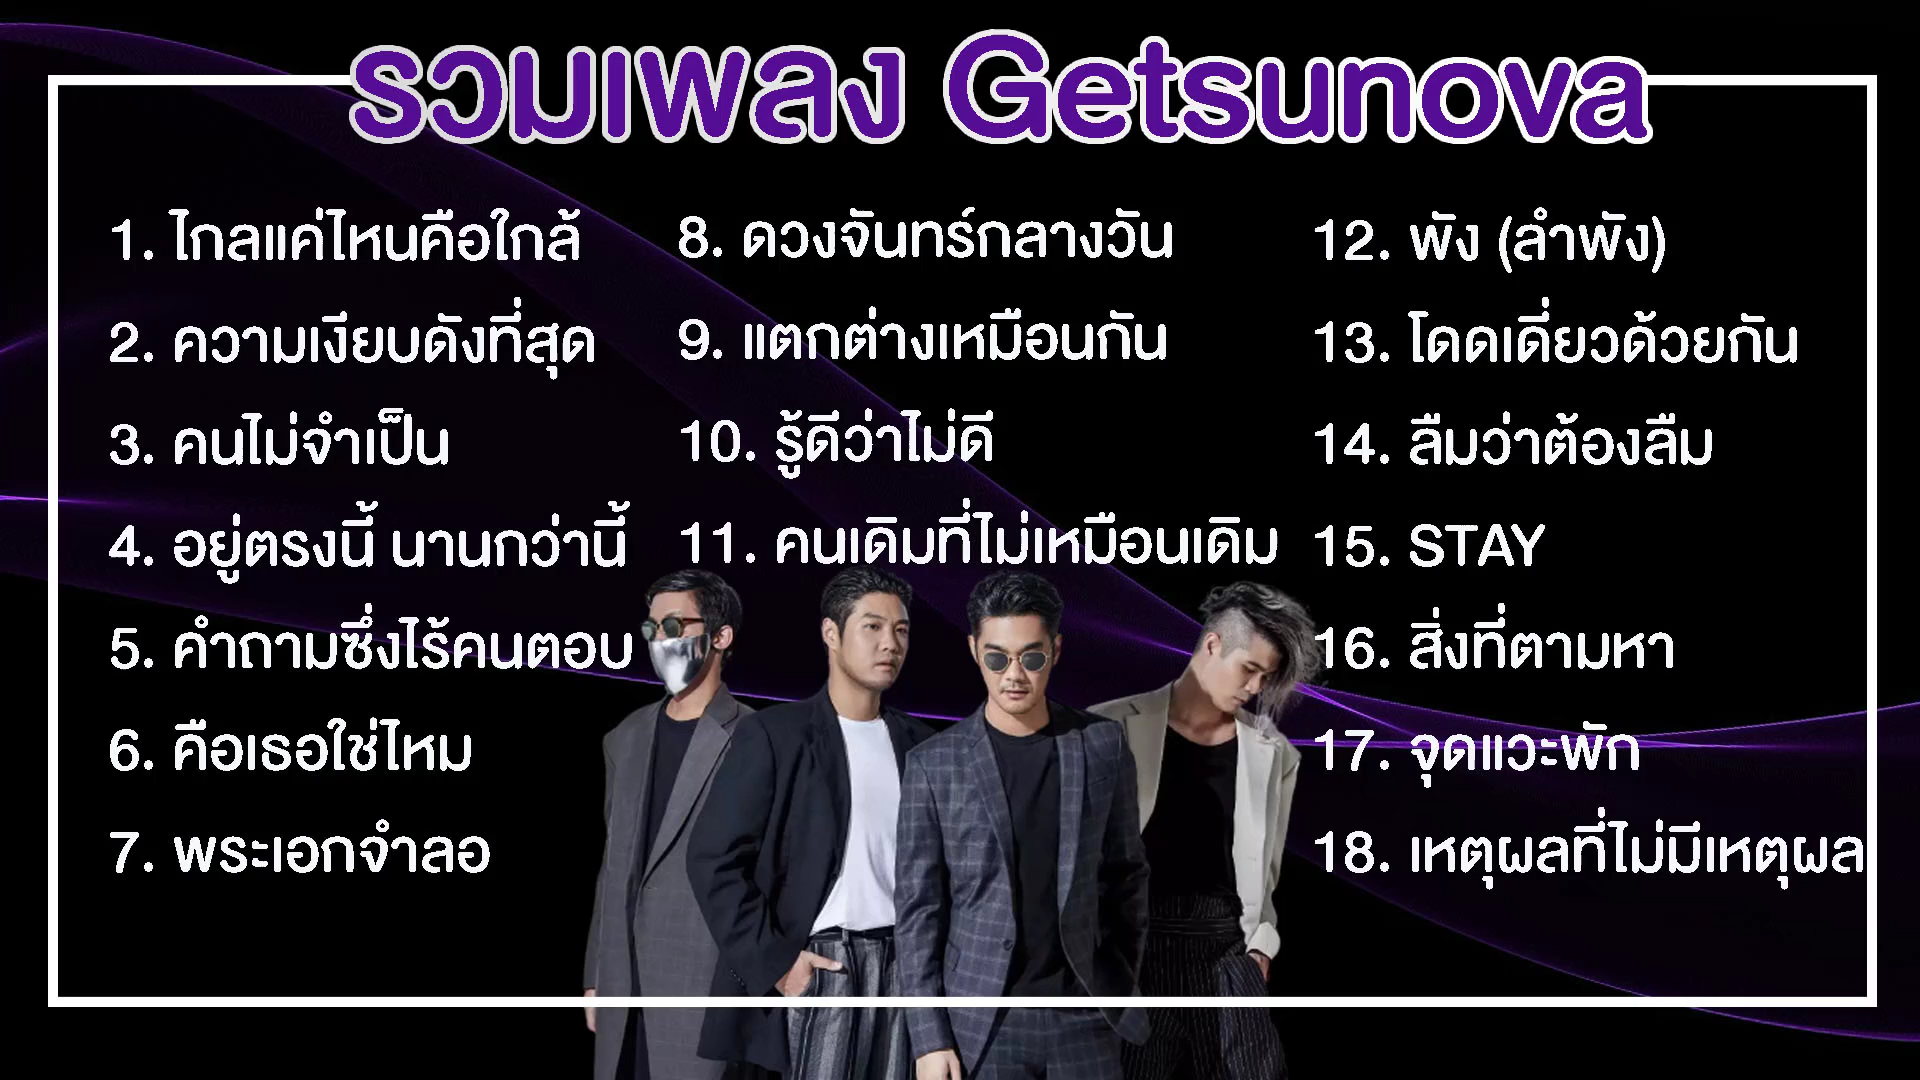 รวมเพลง Getsunova
1. ไกลแค่ไหนคือใกล้
2. ความเงียบดังที่สุด
3. คนไม่จำเป็น
4. อยู่ตรงนี้ นานกว่านี้
5. คำถามซึ่งไร้คนตอบ
6. คือเธอใช่ไหม
7. พระเอกจำลอ
8. ดวงจันทร์กลางวัน
9. แตกต่างเหมือนกัน
10. รู้ดีว่าไม่ดี
11. คนเดิมที่ไม่เหมือนเดิม
12. พัง (ลำพัง)
13. โดดเดี่ยวด้วยกัน
14. ลืมว่าต้องลืม
15. STAY
16. สิ่งที่ตามหา
17. จุดแวะพัก
18. เหตุผลที่ไม่มีเหตุผล